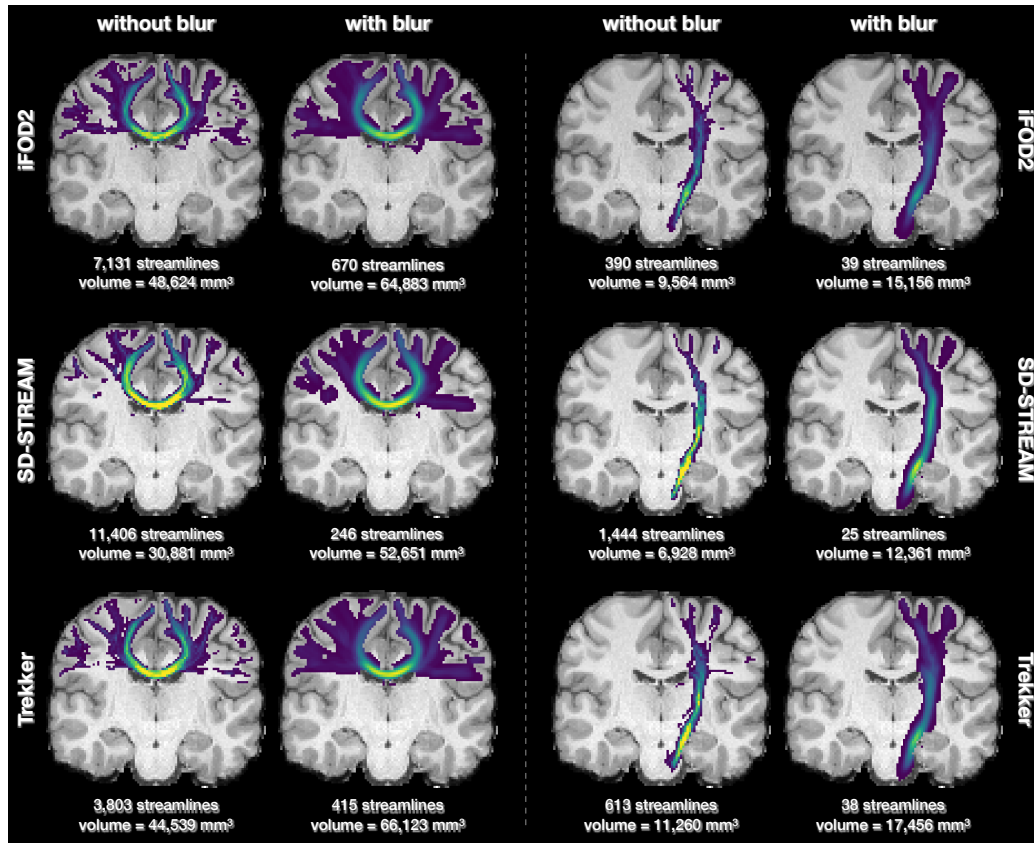 without blur
with blur
without blur
with blur
iFOD2
iFOD2
7,131 streamlines
volume = 48,624 mm³
670 streamlines
volume = 64,883 mm³
390 streamlines
volume = 9,564 mm³
39 streamlines
volume = 15,156 mm³
SD-STREAM
SD-STREAM
11,406 streamlines
volume = 30,881 mm³
246 streamlines
volume = 52,651 mm³
1,444 streamlines
volume = 6,928 mm³
25 streamlines
volume = 12,361 mm³
Trekker
Trekker
3,803 streamlines
volume = 44,539 mm³
415 streamlines
volume = 66,123 mm³
613 streamlines
volume = 11,260 mm³
38 streamlines
volume = 17,456 mm³